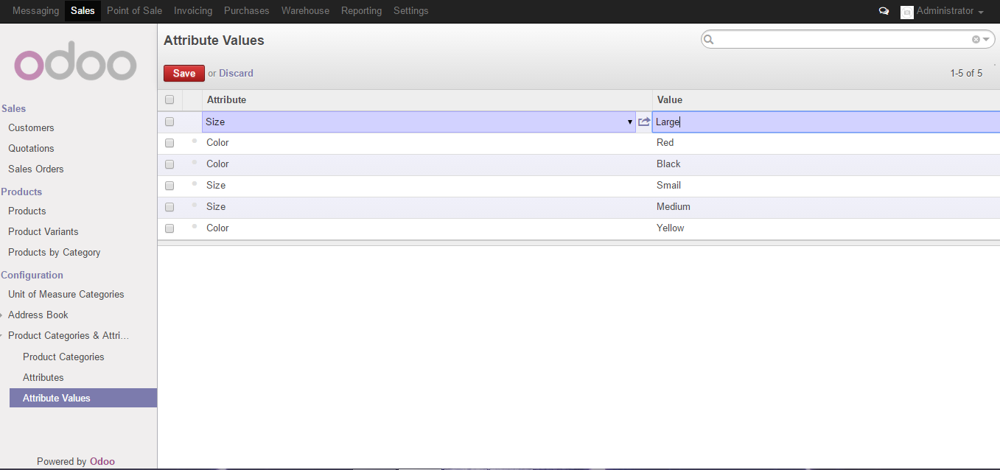 Messaging Sales Point of Sale Invoicing Purchases Warehouse Reporting Settings Administrator
odoo
Sales
Customers
Quotations
Sales Orders
Products
Products
Product Variants
Products by Category
Configuration
Unit of Measure Categories
Address Book
Product Categories & Attri...
Product Categories
Attributes
Attribute Values
Powered by Odoo
Attribute Values
Save or Discard
1-5 of 5
Attribute Value
Size Large
Color Red
Color Black
Size Smail
Size Medium
Color Yellow